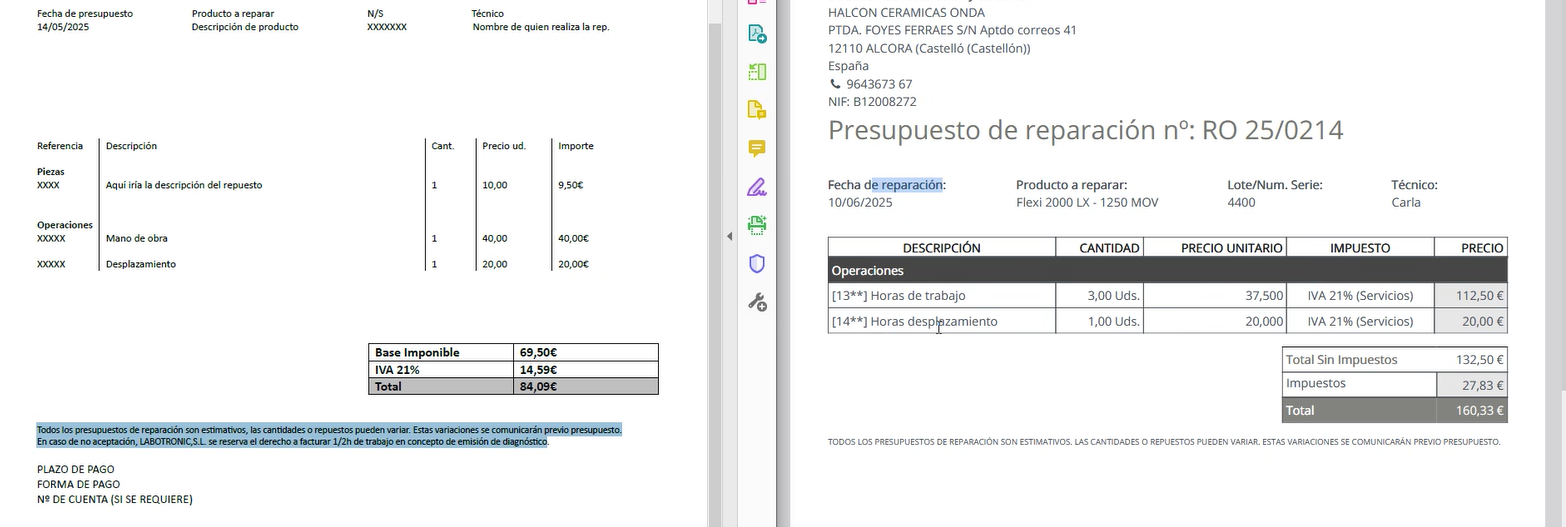 Fecha de presupuesto Producto a reparar N/S Técnico
14/05/2025 Descripción de producto XXXXXXX Nombre de quien realiza la rep.
Referencia Descripción Cant. Precio ud. Importe
Piezas
XXXX Aquí iría la descripción del repuesto 1 10,00 9,50€
Operaciones
XXXXX Mano de obra 1 40,00 40,00€
XXXXX Desplazamiento 1 20,00 20,00€
Base Imponible 69,50€
IVA 21% 14,59€
Total 84,09€
Todos los presupuestos de reparación son estimativos, las cantidades o repuestos pueden variar. Estas variaciones se comunicarán previo presupuesto.
En caso de no aceptación, LABOTRONIC,S.L. se reserva el derecho a facturar 1/2h de trabajo en concepto de emisión de diagnóstico.
PLAZO DE PAGO
FORMA DE PAGO
Nº DE CUENTA (SI SE REQUIERE)
HALCON CERAMICAS ONDA
PTDA. FOYES FERRAES S/N Aptdo correos 41
12110 ALCORA (Castelló (Castellón))
España
9643673 67
NIF: B12008272
Presupuesto de reparación nº: RO 25/0214
Fecha de reparación: Producto a reparar: Lote/Num. Serie: Técnico:
10/06/2025 Flexi 2000 LX - 1250 MOV 4400 Carla
DESCRIPCIÓN CANTIDAD PRECIO UNITARIO IMPUESTO PRECIO
Operaciones
[13**] Horas de trabajo 3,00 Uds. 37,500 IVA 21% (Servicios) 112,50 €
[14**] Horas desplazamiento 1,00 Uds. 20,000 IVA 21% (Servicios) 20,00 €
Total Sin Impuestos 132,50 €
Impuestos 27,83 €
Total 160,33 €
TODOS LOS PRESUPUESTOS DE REPARACIÓN SON ESTIMATIVOS. LAS CANTIDADES O REPUESTOS PUEDEN VARIAR. ESTAS VARIACIONES SE COMUNICARÁN PREVIO PRESUPUESTO.